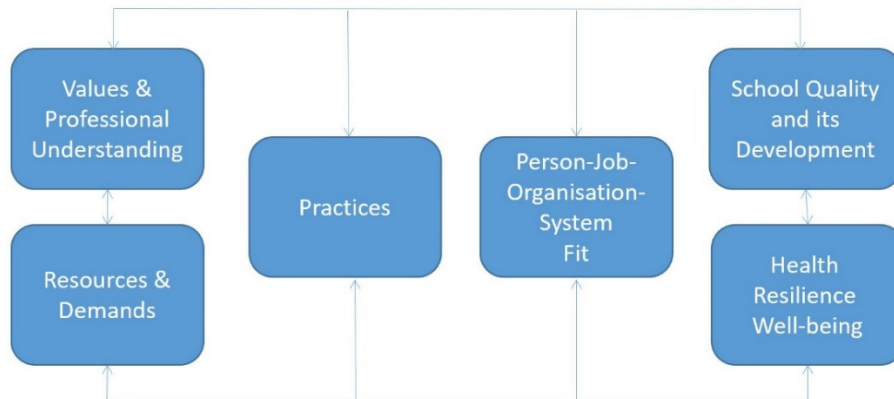 Values &
Professional
Understanding
Resources &
Demands
Practices
Person-Job-
Organisation-
System
Fit
School Quality
and its
Development
Health
Resilience
Well-being